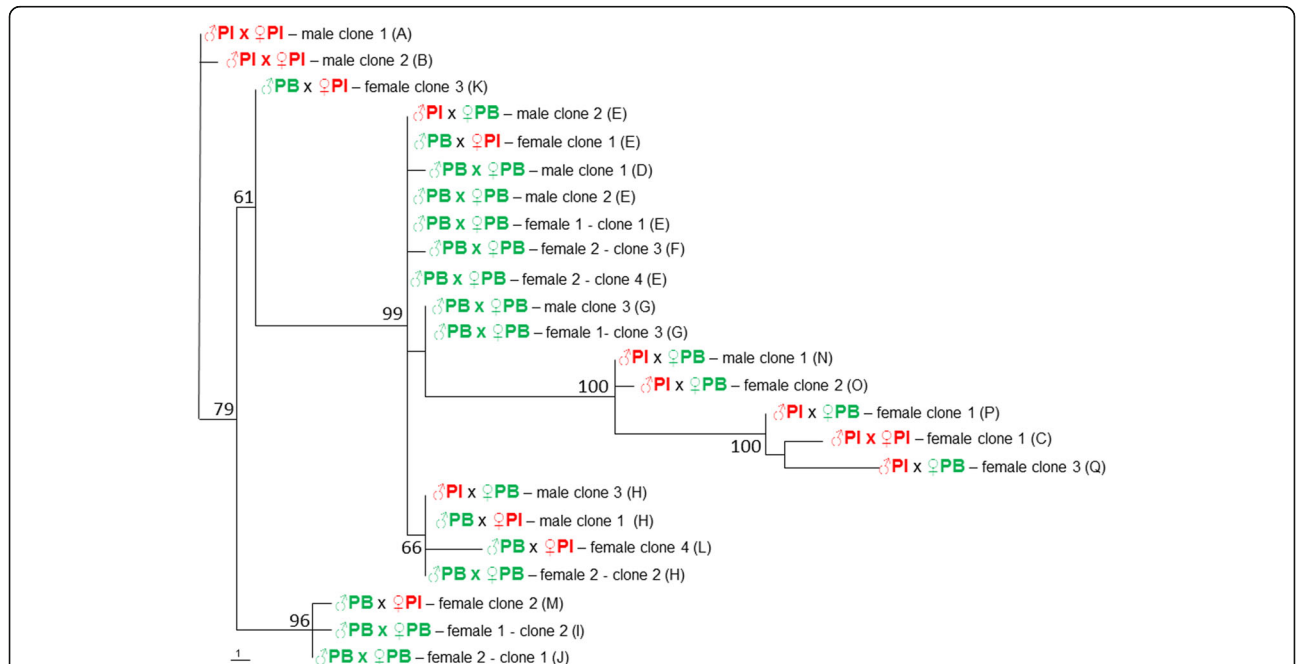 ♂PI x ♀PI – male clone 1 (A)
♂PI x ♀PI – male clone 2 (B)
♂PB x ♀PI – female clone 3 (K)
♂PI x ♀PB – male clone 2 (E)
♂PB x ♀PI – female clone 1 (E)
♂PB x ♀PB – male clone 1 (D)
♂PB x ♀PB – male clone 2 (E)
61
♂PB x ♀PB – female 1 - clone 1 (E)
♂PB x ♀PB – female 2 - clone 3 (F)
♂PB x ♀PB – female 2 - clone 4 (E)
♂PB x ♀PB – male clone 3 (G)
99
♂PB x ♀PB – female 1- clone 3 (G)
♂PI x ♀PB – male clone 1 (N)
100
♂PI x ♀PB – female clone 2 (O)
79
♂PI x ♀PB – female clone 1 (P)
♂PI x ♀PI – female clone 1 (C)
100
♂PI x ♀PB – female clone 3 (Q)
♂PI x ♀PB – male clone 3 (H)
♂PB x ♀PI – male clone 1 (H)
66
♂PB x ♀PI – female clone 4 (L)
♂PB x ♀PB – female 2 - clone 2 (H)
♂PB x ♀PI – female clone 2 (M)
96
♂PB x ♀PB – female 1 - clone 2 (I)
1
♂PB x ♀PB – female 2 - clone 1 (J)